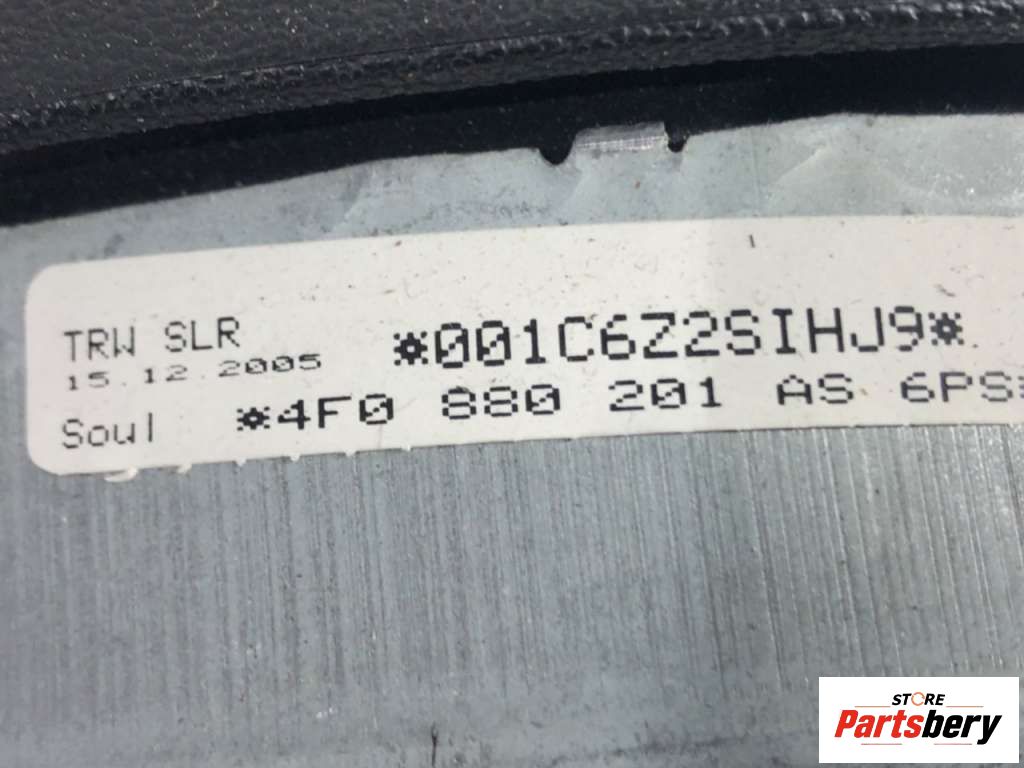 TRW SLR
15.12.2005
*001C6Z2SIHJ9*
Soul *4F0 880 201 AS 6PS*
STORE
Partsbery